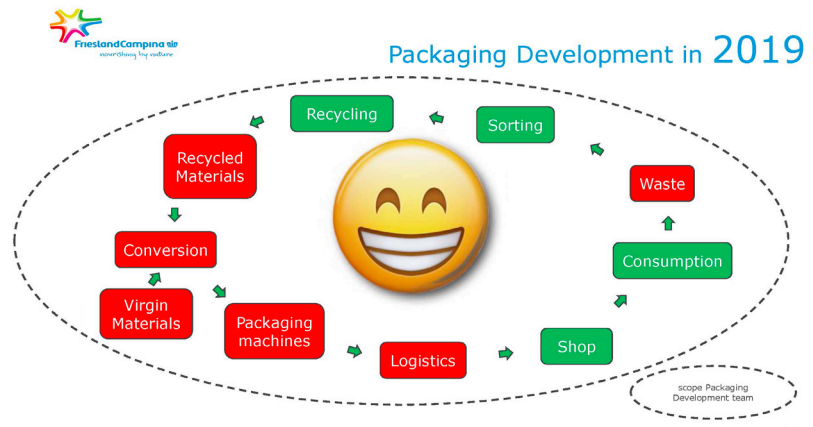 FrieslandCampina
nourishing by nature
Packaging Development in 2019
Recycling
Sorting
Recycled
Materials
Waste
Conversion
Consumption
Virgin
Materials
Packaging
machines
Logistics
Shop
scope Packaging
Development team